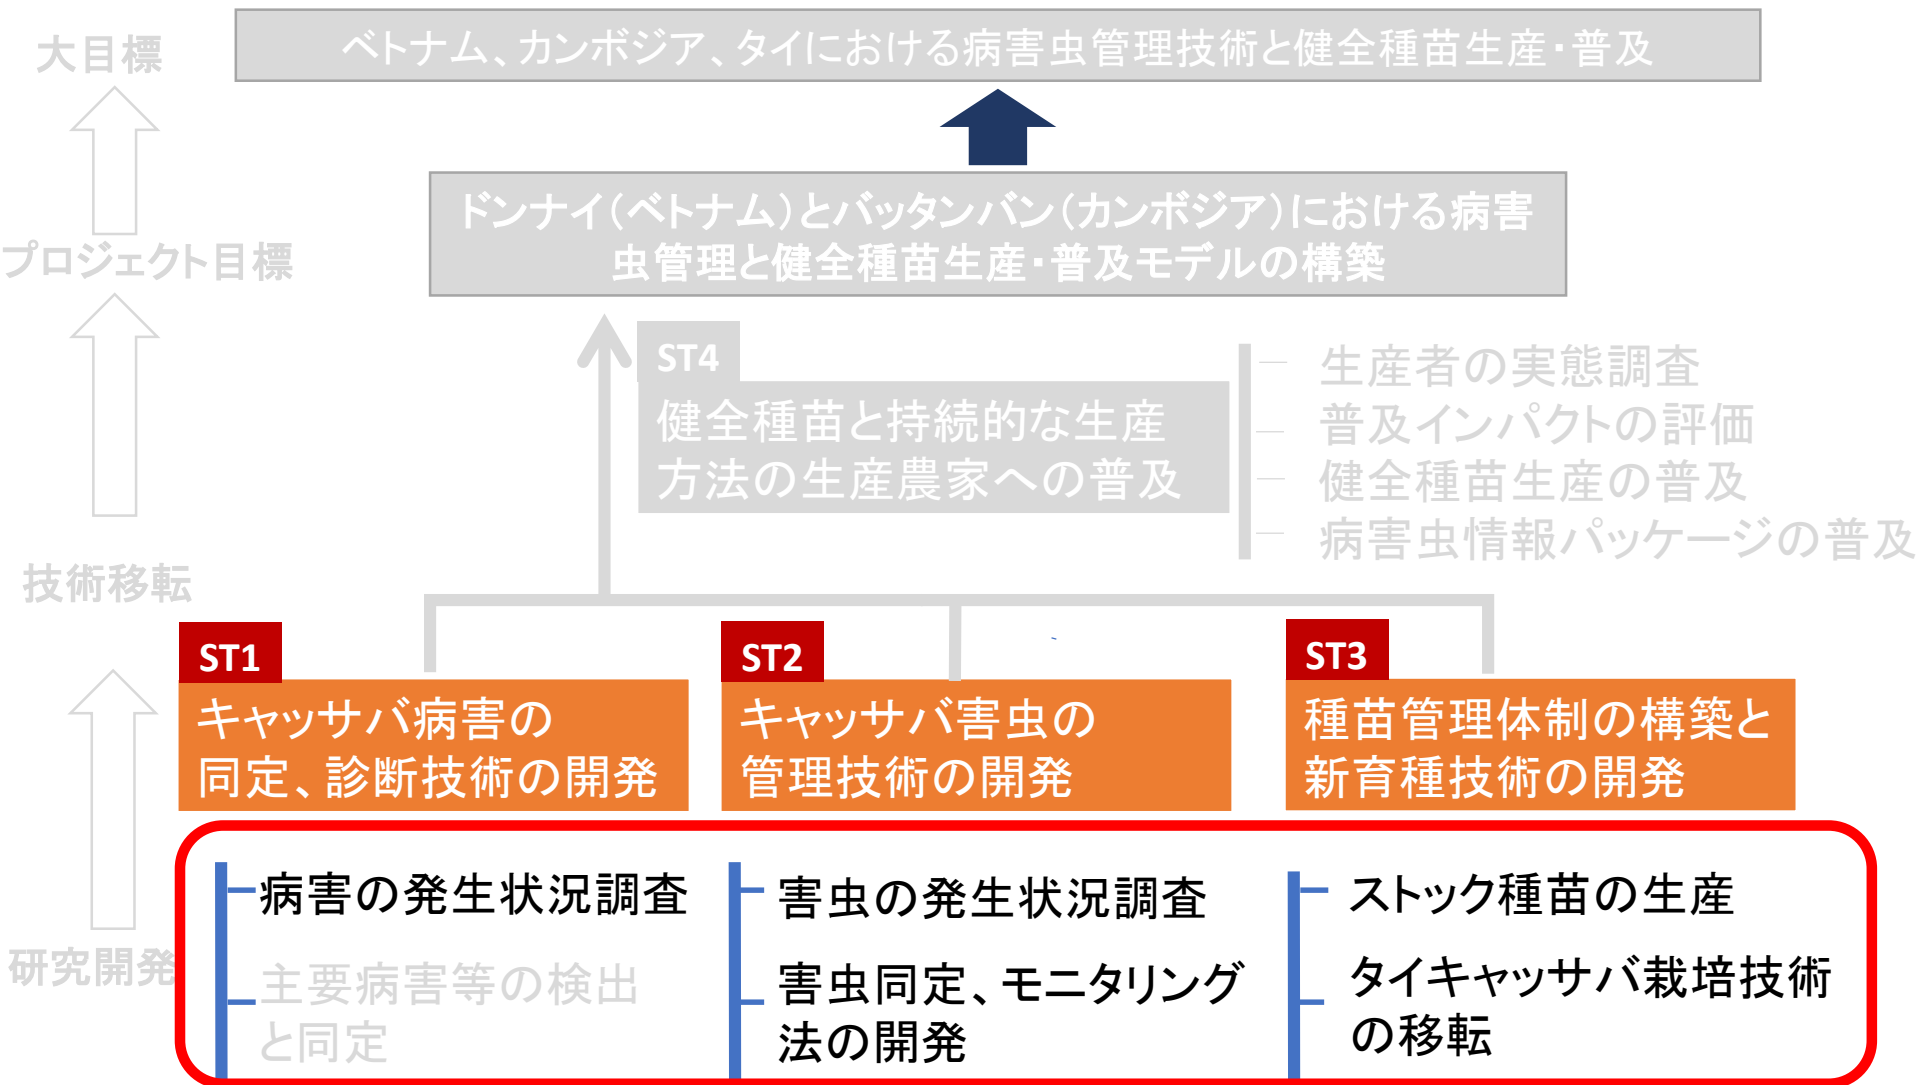 大目標
ベトナム、カンボジア、タイにおける病害虫管理技術と健全種苗生産・普及
プロジェクト目標
ドンナイ(ベトナム)とバッタンバン(カンボジア)における病害
虫管理と健全種苗生産・普及モデルの構築
ST4
健全種苗と持続的な生産
方法の生産農家への普及
生産者の実態調査
普及インパクトの評価
健全種苗生産の普及
病害虫情報パッケージの普及
技術移転
ST1
キャッサバ病害の
同定、診断技術の開発
ST2
キャッサバ害虫の
管理技術の開発
ST3
種苗管理体制の構築と
新育種技術の開発
研究開発
病害の発生状況調査
主要病害等の検出
と同定
害虫の発生状況調査
害虫同定、モニタリング
法の開発
ストック種苗の生産
タイキャッサバ栽培技術
の移転